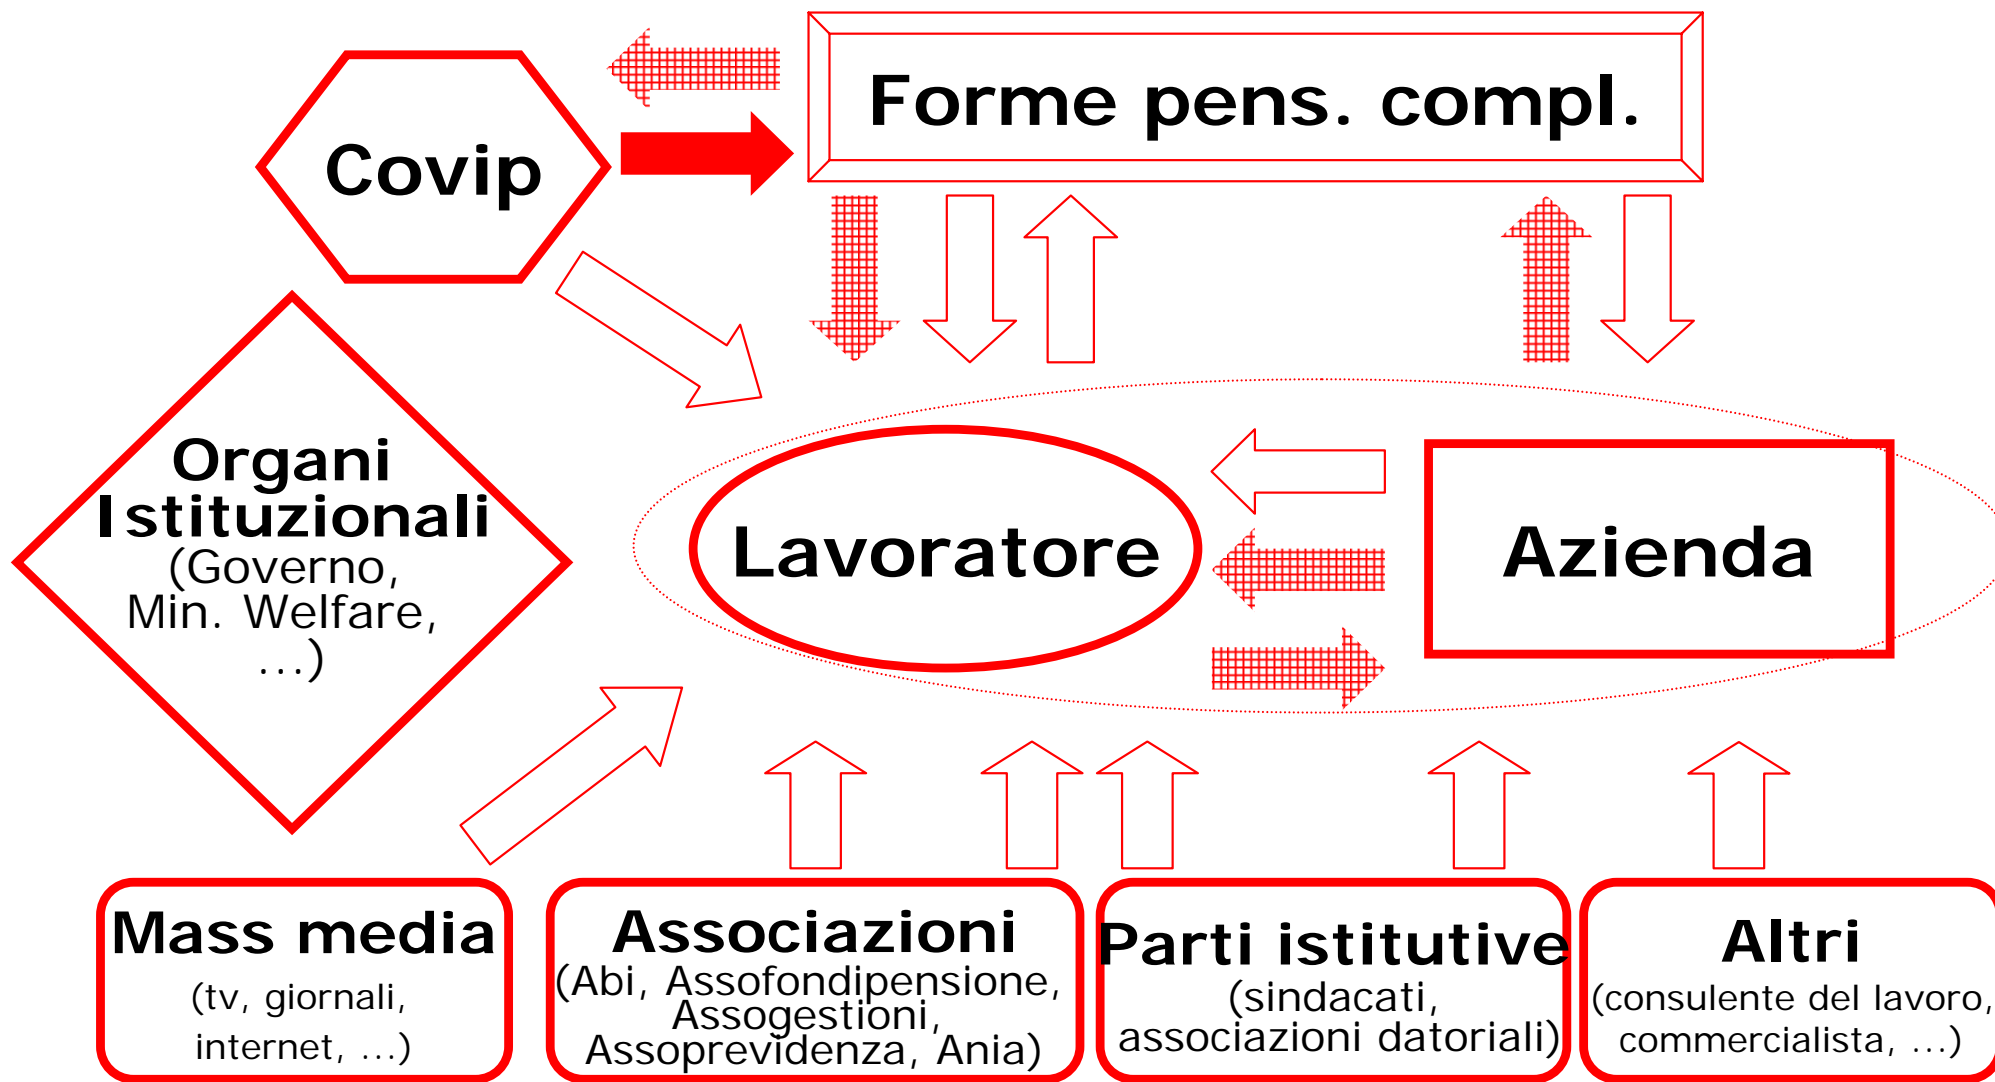 Forme pens. compl.
Covip
Organi
Istituzionali
(Governo,
Min. Welfare,
...)
Lavoratore
Azienda
Mass media
(tv, giornali,
internet, ...)
Associazioni
(Abi, Assofondipensione,
Assogestioni,
Assoprevidenza, Ania)
Parti istitutive
(sindacati,
associazioni datoriali)
Altri
(consulente del lavoro,
commercialista, ...)